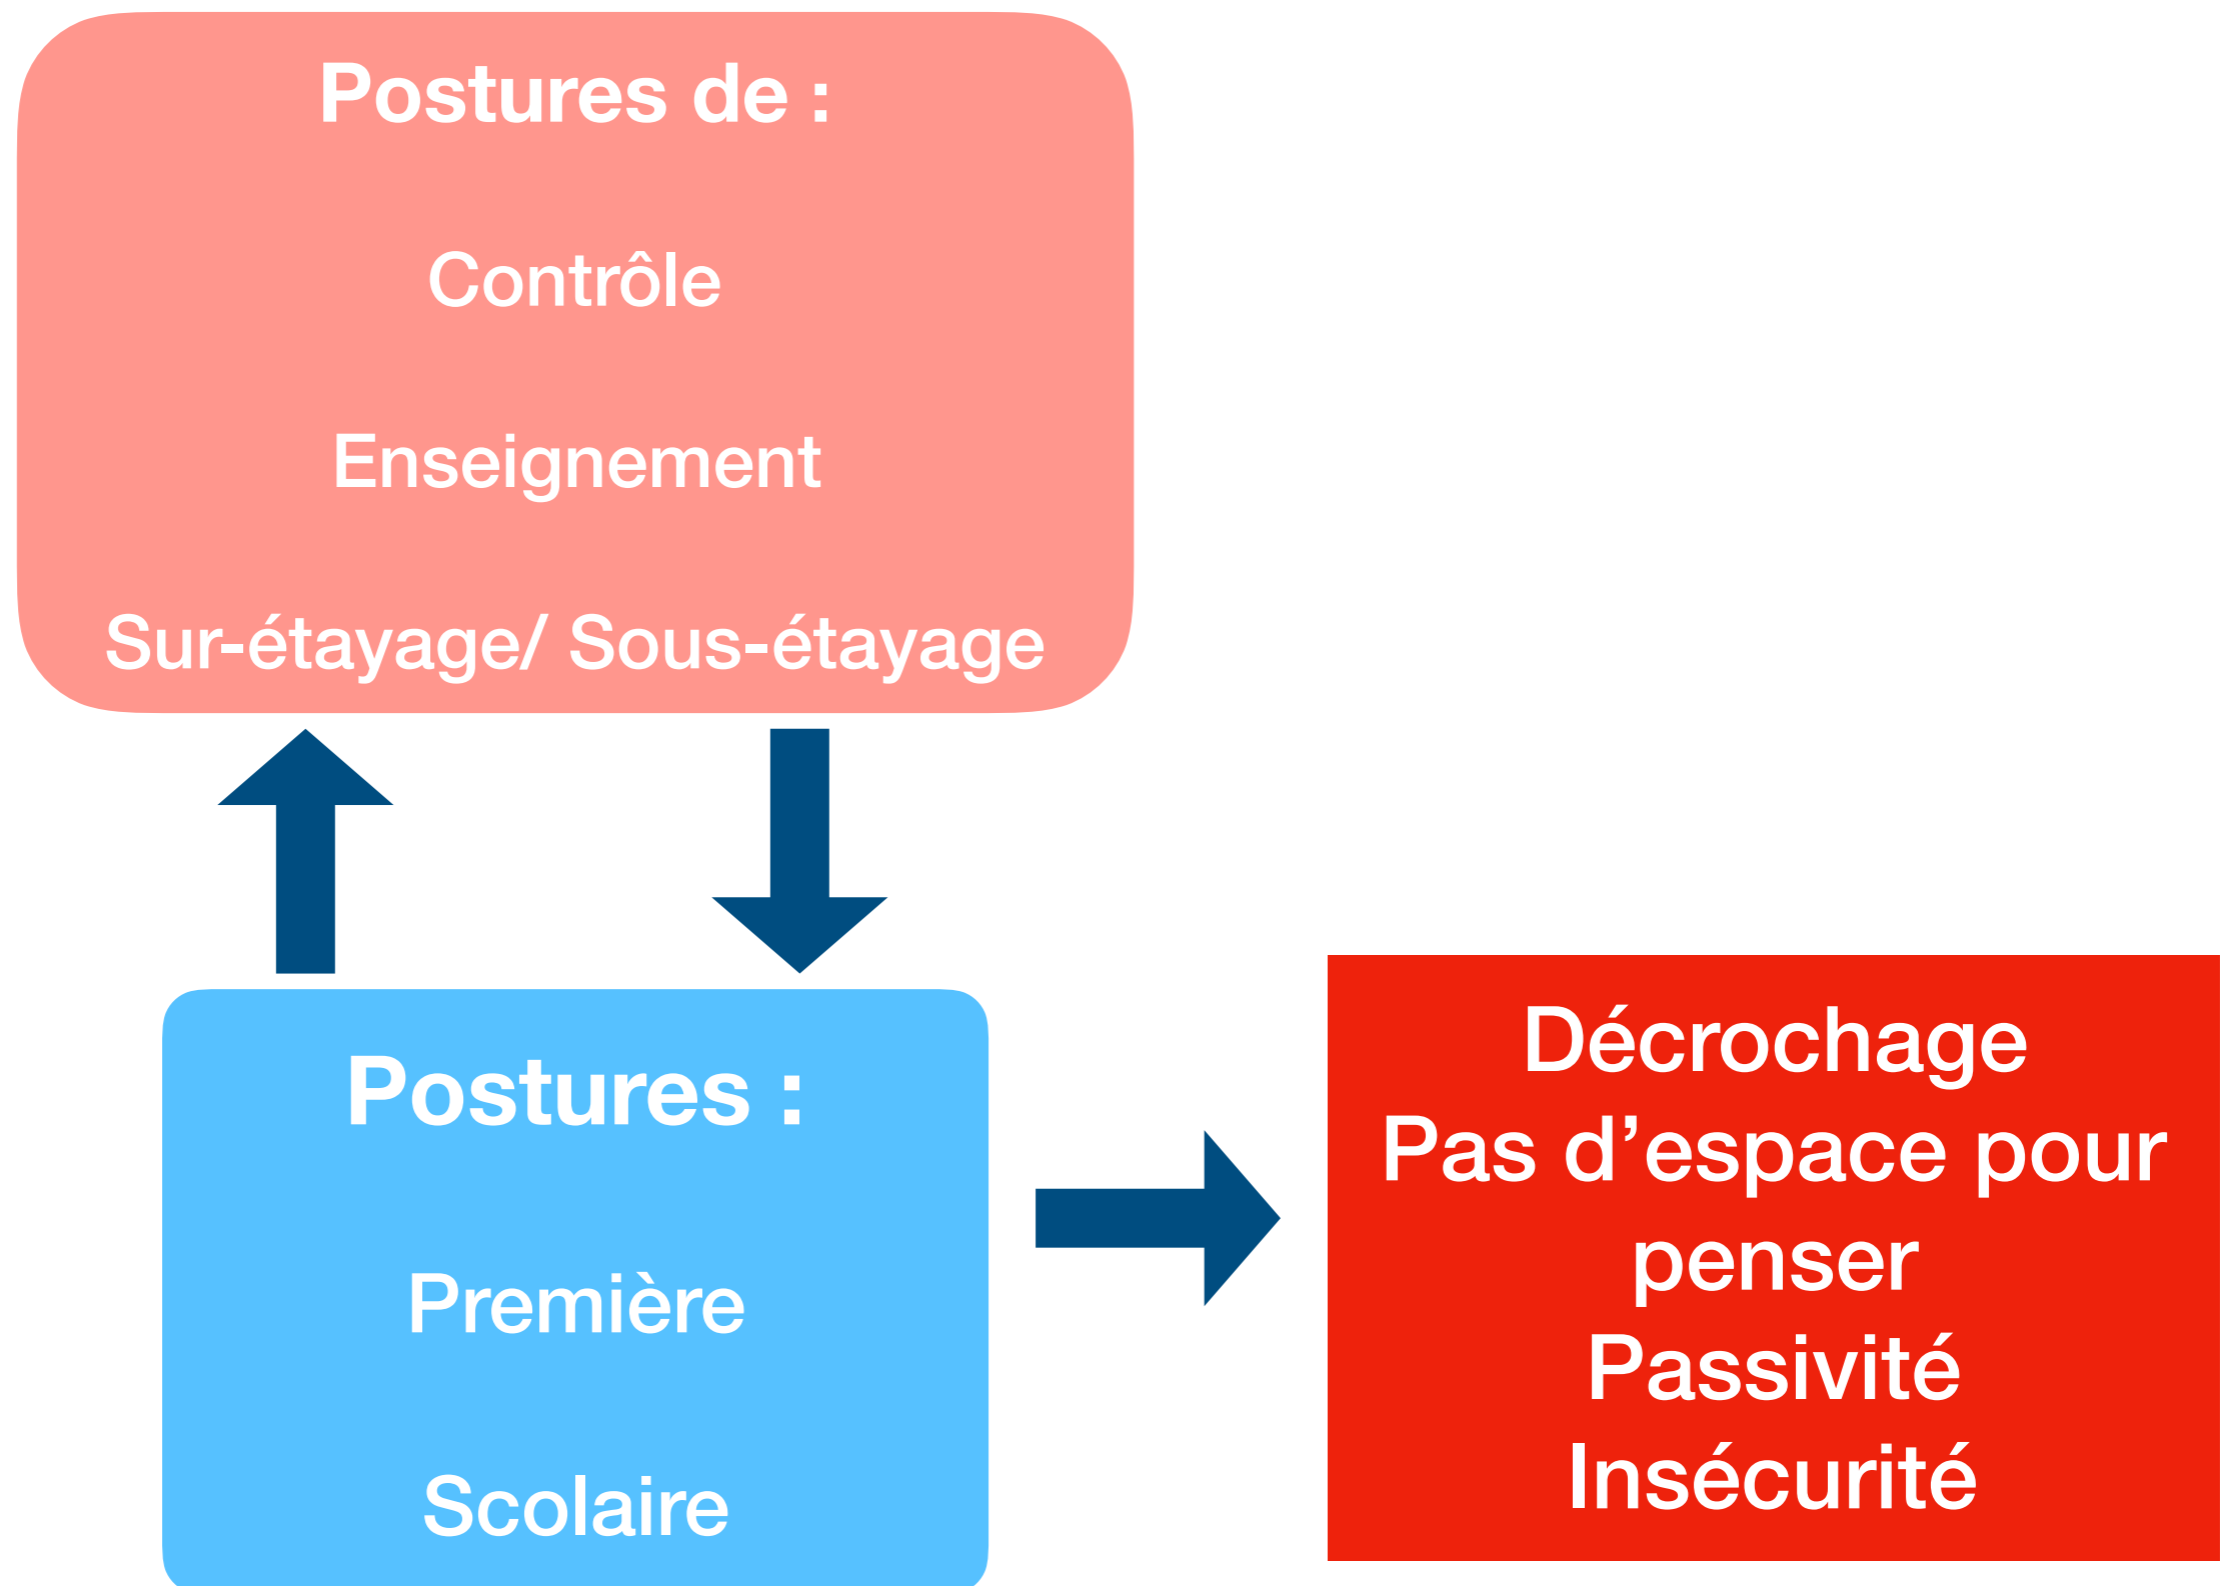 Postures de :
Contrôle
Enseignement
Sur-étayage/ Sous-étayage
Postures :
Première
Scolaire
Décrochage
Pas d’espace pour
penser
Passivité
Insécurité